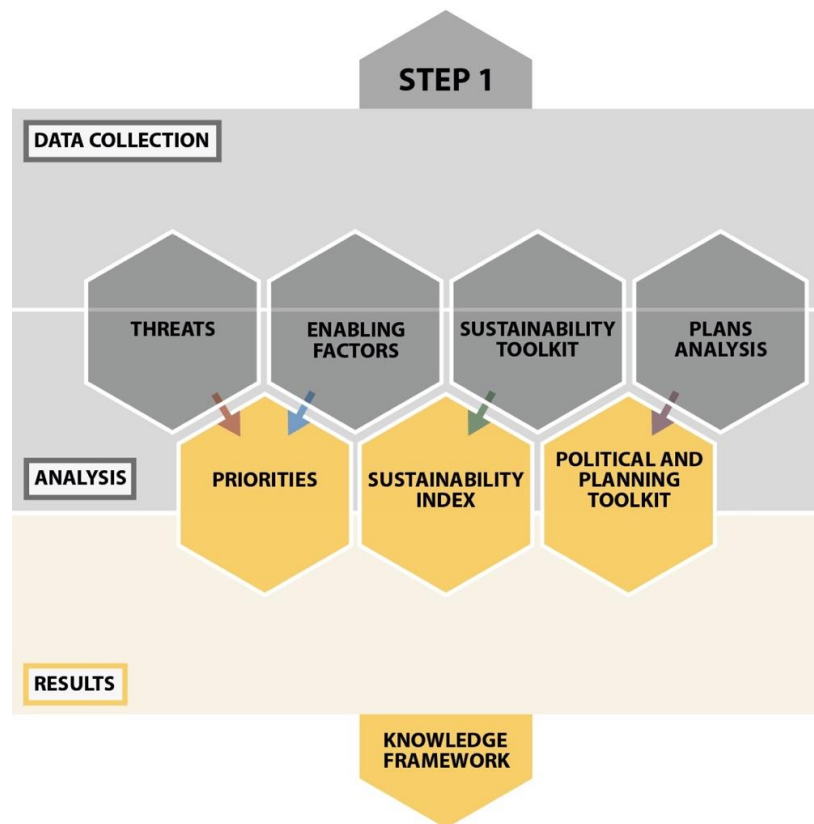 STEP 1
DATA COLLECTION
THREATS
ENABLING
FACTORS
SUSTAINABILITY
TOOLKIT
PLANS
ANALYSIS
ANALYSIS
PRIORITIES
SUSTAINABILITY
INDEX
POLITICAL AND
PLANNING
TOOLKIT
RESULTS
KNOWLEDGE
FRAMEWORK